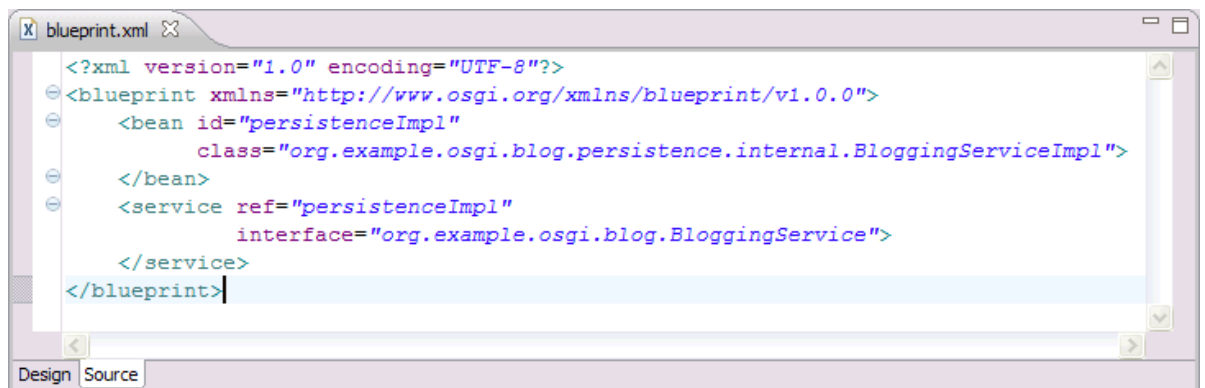 blueprint.xml
<?xml version="1.0" encoding="UTF-8"?>
<blueprint xmlns="http://www.osgi.org/xmlns/blueprint/v1.0.0">
    <bean id="persistenceImpl"
          class="org.example.osgi.blog.persistence.internal.BloggingServiceImpl">
    </bean>
    <service ref="persistenceImpl"
             interface="org.example.osgi.blog.BloggingService">
    </service>
</blueprint>
Design Source